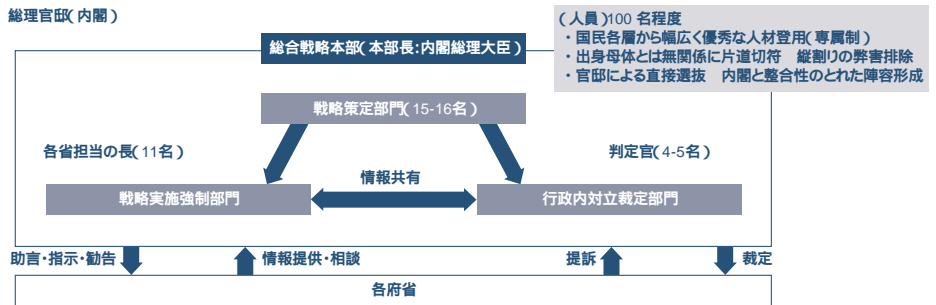 総理官邸(内閣)
(人員)100 名程度
・国民各層から幅広く優秀な人材登用(専属制)
・出身母体とは無関係に片道切符　縦割りの弊害排除
・官邸による直接選抜　内閣と整合性のとれた陣容形成
総合戦略本部(本部長:内閣総理大臣)
戦略策定部門(15-16名)
各省担当の長(11名)
判定官(4-5名)
情報共有
戦略実施強制部門
行政内対立裁定部門
助言・指示・勧告
情報提供・相談
提訴
裁定
各府省